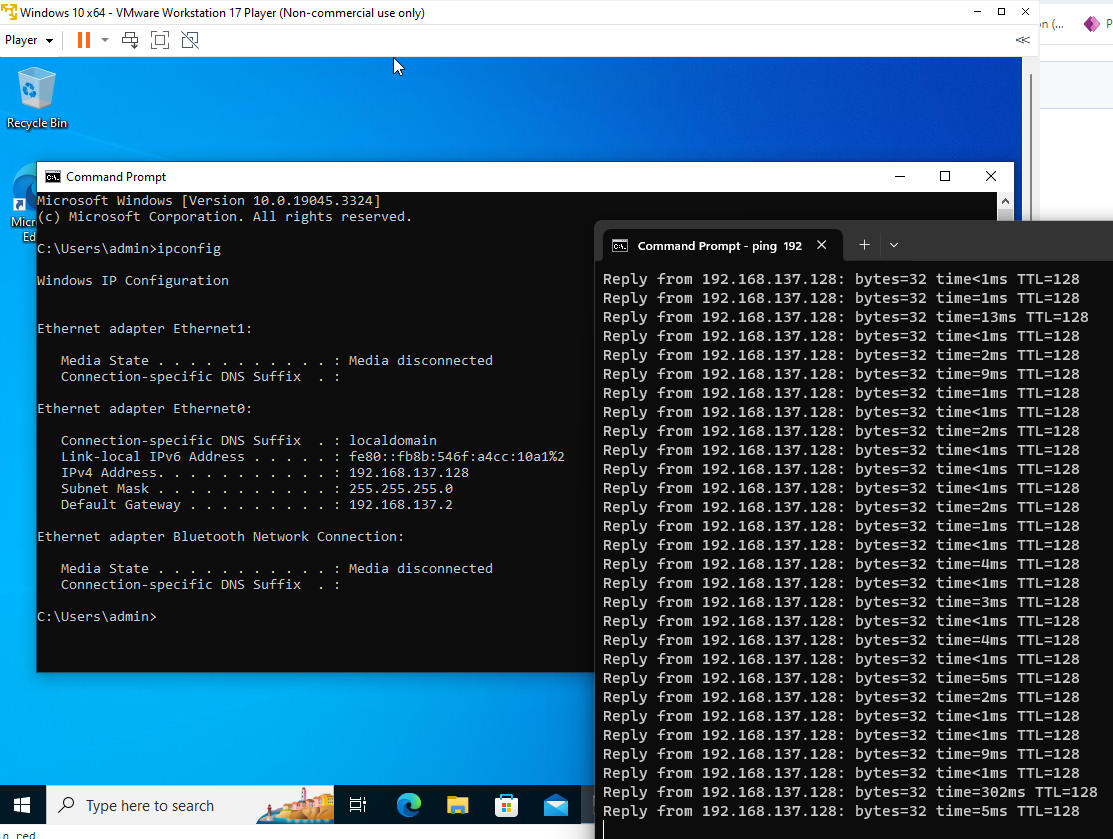 Windows 10 x64 - VMware Workstation 17 Player (Non-commercial use only)
Player
Recycle Bin
Command Prompt
Microsoft Windows [Version 10.0.19045.3324]
(c) Microsoft Corporation. All rights reserved.
C:\Users\admin>ipconfig
Windows IP Configuration
Ethernet adapter Ethernet1:
Media State . . . . . . . . . . . : Media disconnected
Connection-specific DNS Suffix  . :
Ethernet adapter Ethernet0:
Connection-specific DNS Suffix  . : localdomain
Link-local IPv6 Address . . . . . : fe80::fb8b:546f:a4cc:10a1%2
IPv4 Address. . . . . . . . . . . : 192.168.137.128
Subnet Mask . . . . . . . . . . . : 255.255.255.0
Default Gateway . . . . . . . . . : 192.168.137.2
Ethernet adapter Bluetooth Network Connection:
Media State . . . . . . . . . . . : Media disconnected
Connection-specific DNS Suffix  . :
C:\Users\admin>
Command Prompt - ping 192
Reply from 192.168.137.128: bytes=32 time<1ms TTL=128
Reply from 192.168.137.128: bytes=32 time=1ms TTL=128
Reply from 192.168.137.128: bytes=32 time=13ms TTL=128
Reply from 192.168.137.128: bytes=32 time<1ms TTL=128
Reply from 192.168.137.128: bytes=32 time=2ms TTL=128
Reply from 192.168.137.128: bytes=32 time=9ms TTL=128
Reply from 192.168.137.128: bytes=32 time=1ms TTL=128
Reply from 192.168.137.128: bytes=32 time<1ms TTL=128
Reply from 192.168.137.128: bytes=32 time=2ms TTL=128
Reply from 192.168.137.128: bytes=32 time<1ms TTL=128
Reply from 192.168.137.128: bytes=32 time<1ms TTL=128
Reply from 192.168.137.128: bytes=32 time<1ms TTL=128
Reply from 192.168.137.128: bytes=32 time=2ms TTL=128
Reply from 192.168.137.128: bytes=32 time=1ms TTL=128
Reply from 192.168.137.128: bytes=32 time<1ms TTL=128
Reply from 192.168.137.128: bytes=32 time=4ms TTL=128
Reply from 192.168.137.128: bytes=32 time<1ms TTL=128
Reply from 192.168.137.128: bytes=32 time=3ms TTL=128
Reply from 192.168.137.128: bytes=32 time<1ms TTL=128
Reply from 192.168.137.128: bytes=32 time=4ms TTL=128
Reply from 192.168.137.128: bytes=32 time<1ms TTL=128
Reply from 192.168.137.128: bytes=32 time=5ms TTL=128
Reply from 192.168.137.128: bytes=32 time=2ms TTL=128
Reply from 192.168.137.128: bytes=32 time<1ms TTL=128
Reply from 192.168.137.128: bytes=32 time<1ms TTL=128
Reply from 192.168.137.128: bytes=32 time=9ms TTL=128
Reply from 192.168.137.128: bytes=32 time<1ms TTL=128
Reply from 192.168.137.128: bytes=32 time=302ms TTL=128
Reply from 192.168.137.128: bytes=32 time=5ms TTL=128
Type here to search